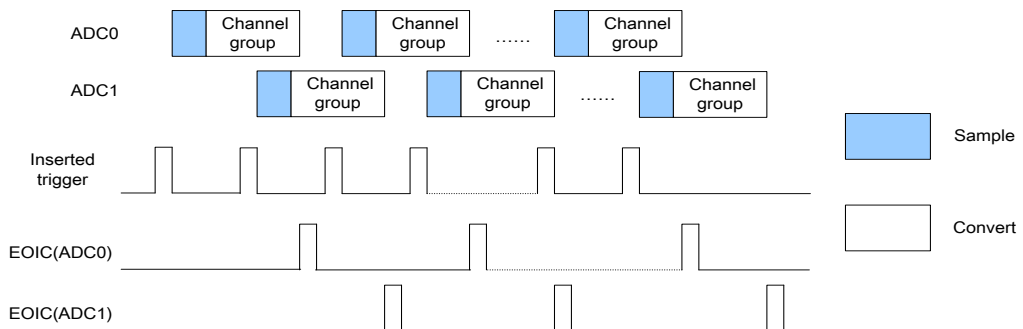 ADC0
Channel
group
Channel
group
......
Channel
group
ADC1
Channel
group
Channel
group
......
Channel
group
Sample
Inserted
trigger
Convert
EOIC(ADC0)
EOIC(ADC1)